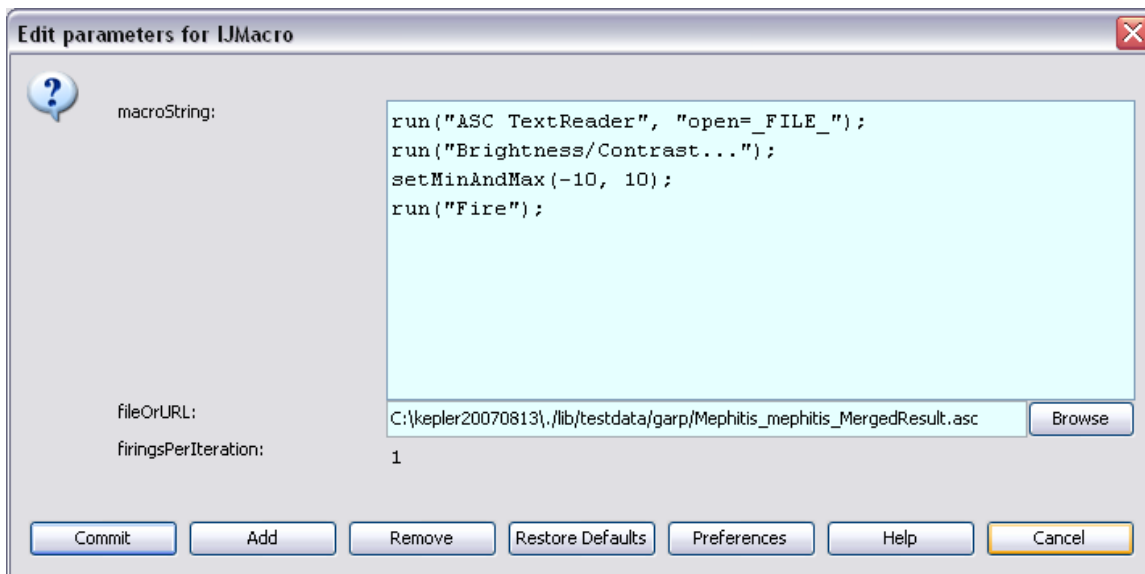 Edit parameters for IJMacro
macroString:
run("ASC TextReader", "open=_FILE_");
run("Brightness/Contrast...");
setMinAndMax(-10, 10);
run("Fire");
fileOrURL:
C:\kepler20070813\./lib/testdata/garp/Mephitis_mephitis_MergedResult.asc
Browse
firingsPerIteration:
1
Commit Add Remove Restore Defaults Preferences Help Cancel